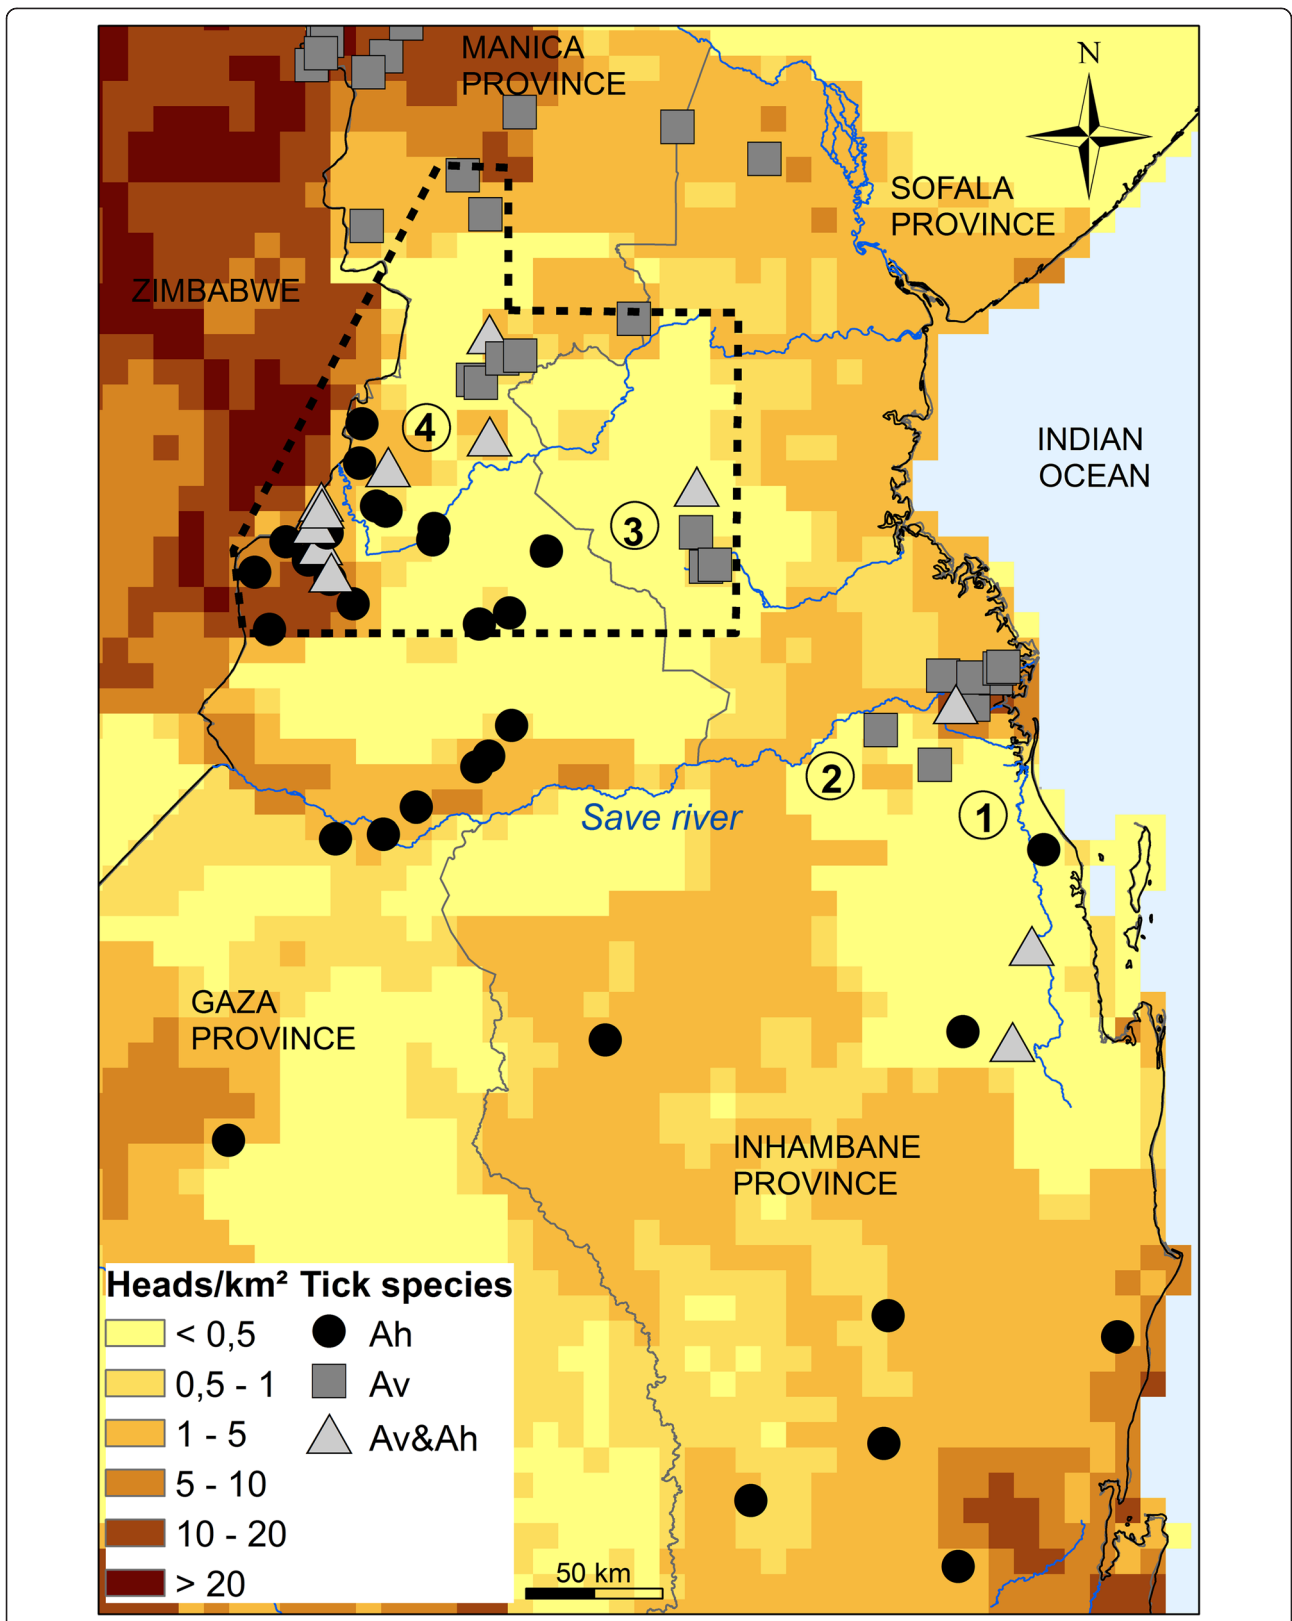 MANICA
PROVINCE
N
SOFALA
PROVINCE
ZIMBABWE
INDIAN
OCEAN
4
3
2
1
Save river
GAZA
PROVINCE
INHAMBANE
PROVINCE
Heads/km² Tick species
< 0,5 Ah
0,5 - 1 Av
1 - 5 Av&Ah
5 - 10
10 - 20
> 20
50 km